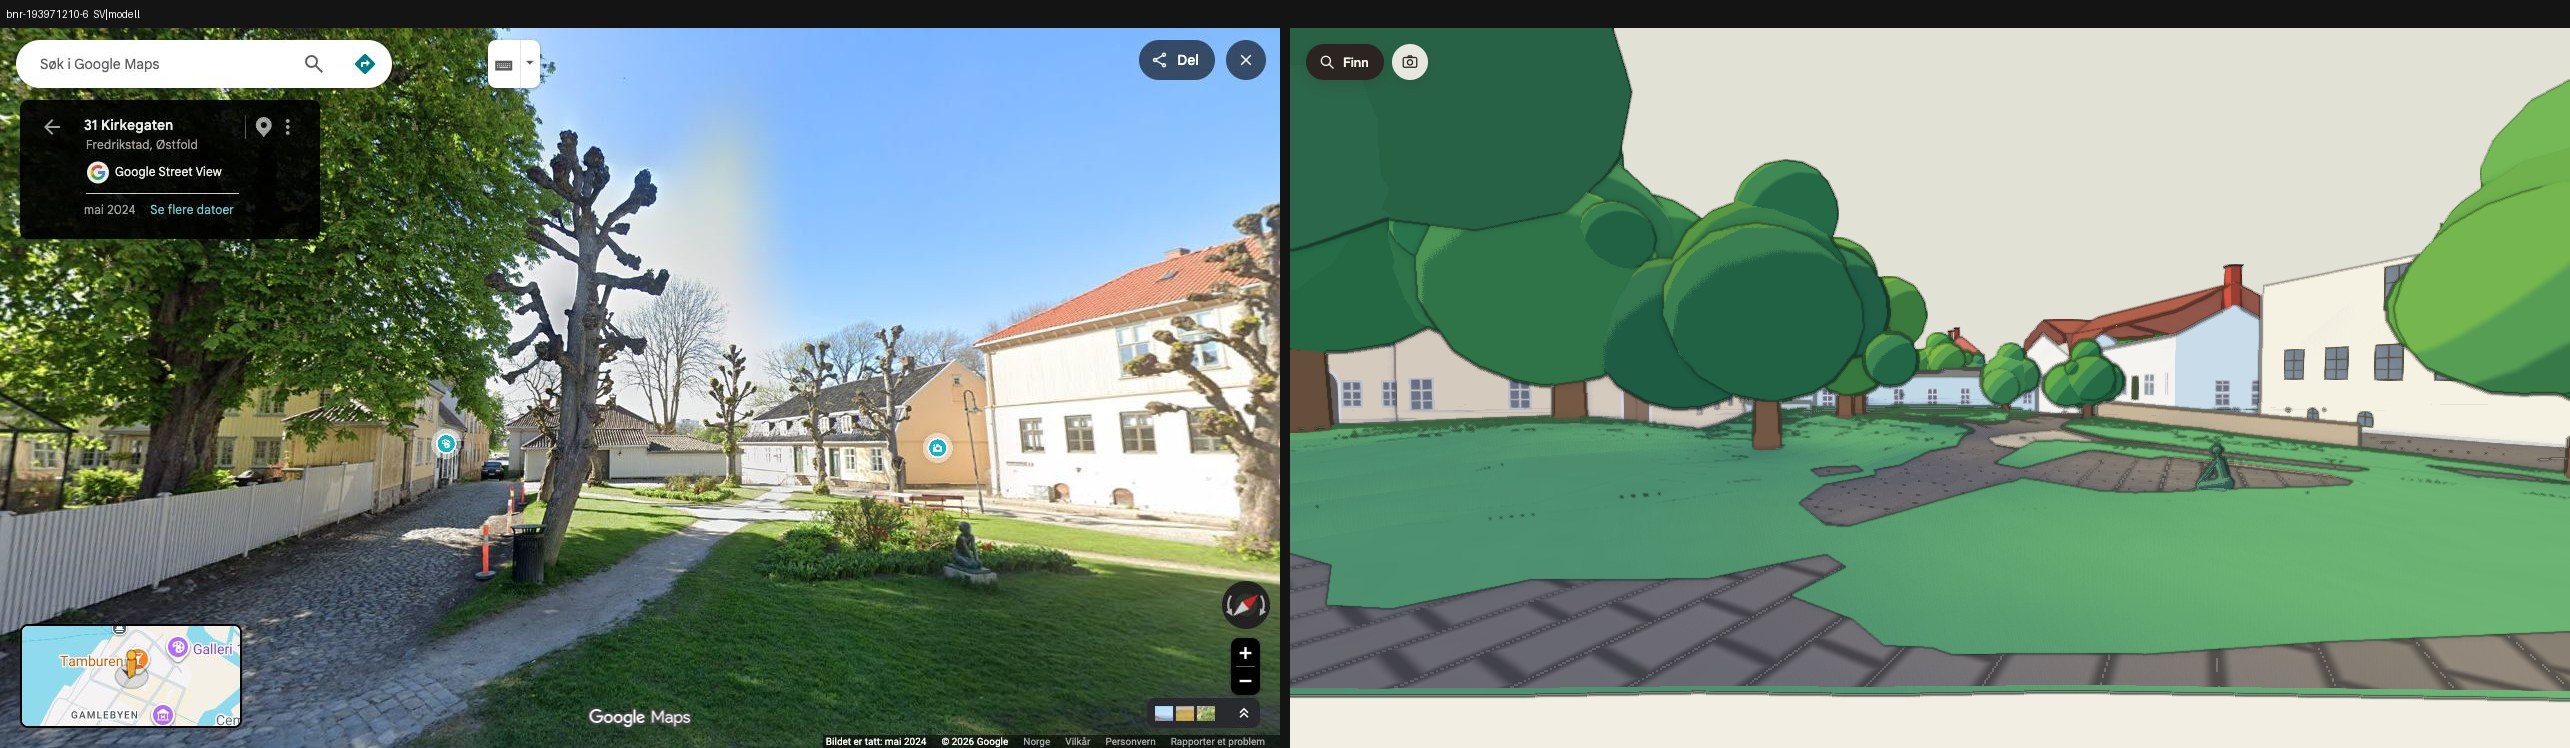 bnr-193971210-6 SV|modell
Søk i Google Maps
Del
31 Kirkegaten
Fredrikstad, Østfold
Google Street View
mai 2024 Se flere datoer
Tamburen
Galleri
GAMLEBYEN
Cen
Google Maps
Bildet er tatt: mai 2024 © 2026 Google Norge Vilkår Personvern Rapporter et problem
Finn